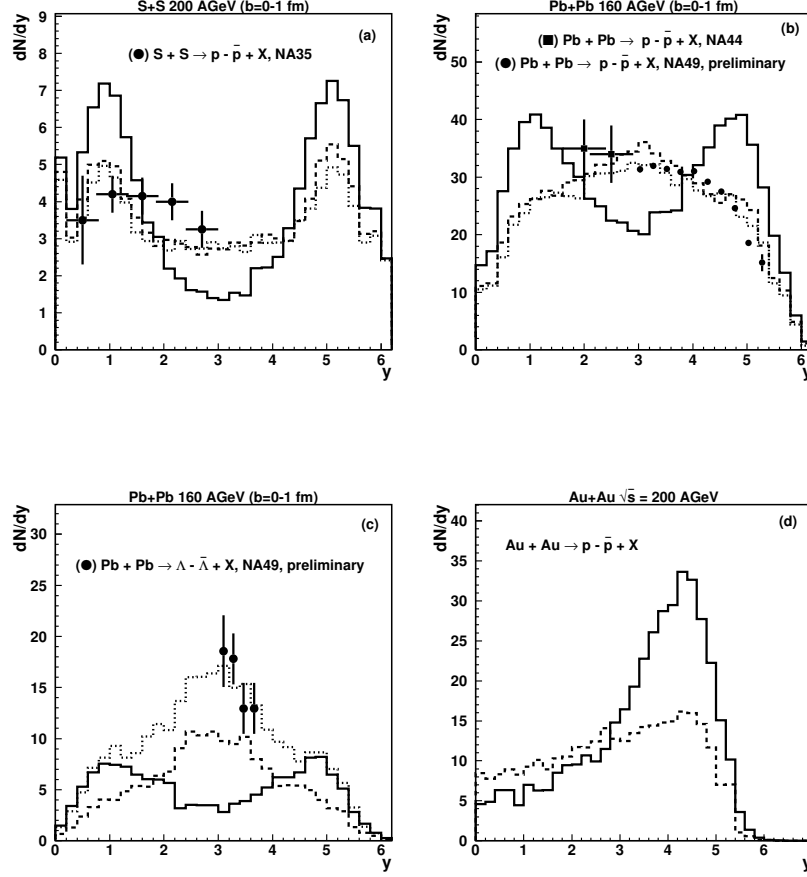 S+S 200 AGeV (b=0-1 fm)
dN/dy
(a)
(●) S + S → p - p̄ + X, NA35
9
8
7
6
5
4
3
2
1
0
0 1 2 3 4 5 6
y
Pb+Pb 160 AGeV (b=0-1 fm)
dN/dy
(b)
(■) Pb + Pb → p - p̄ + X, NA44
(●) Pb + Pb → p - p̄ + X, NA49, preliminary
50
40
30
20
10
0
0 1 2 3 4 5 6
y
Pb+Pb 160 AGeV (b=0-1 fm)
dN/dy
(c)
(●) Pb + Pb → Λ - Λ̄ + X, NA49, preliminary
30
25
20
15
10
5
0
0 1 2 3 4 5 6
y
Au+Au √s = 200 AGeV
dN/dy
(d)
Au + Au → p - p̄ + X
40
35
30
25
20
15
10
5
0
0 1 2 3 4 5 6
y